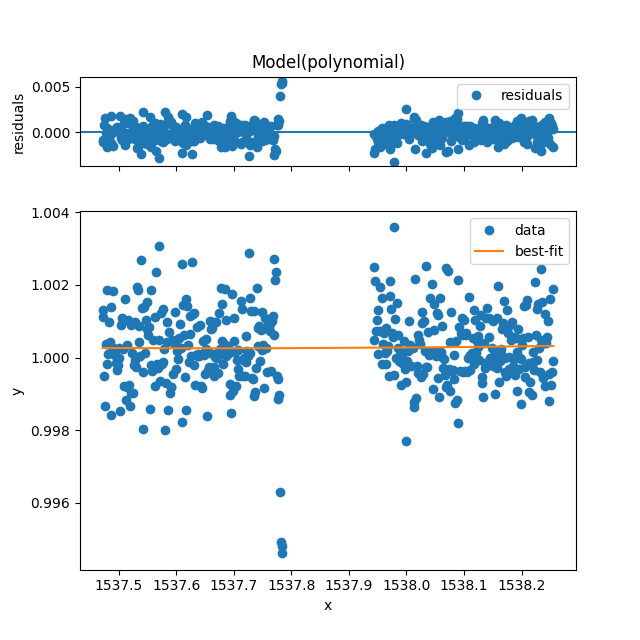 Model(polynomial)
0.005
0.000
residuals
residuals
1.004
1.002
1.000
0.998
0.996
y
data
best-fit
1537.5 1537.6 1537.7 1537.8 1537.9 1538.0 1538.1 1538.2
x